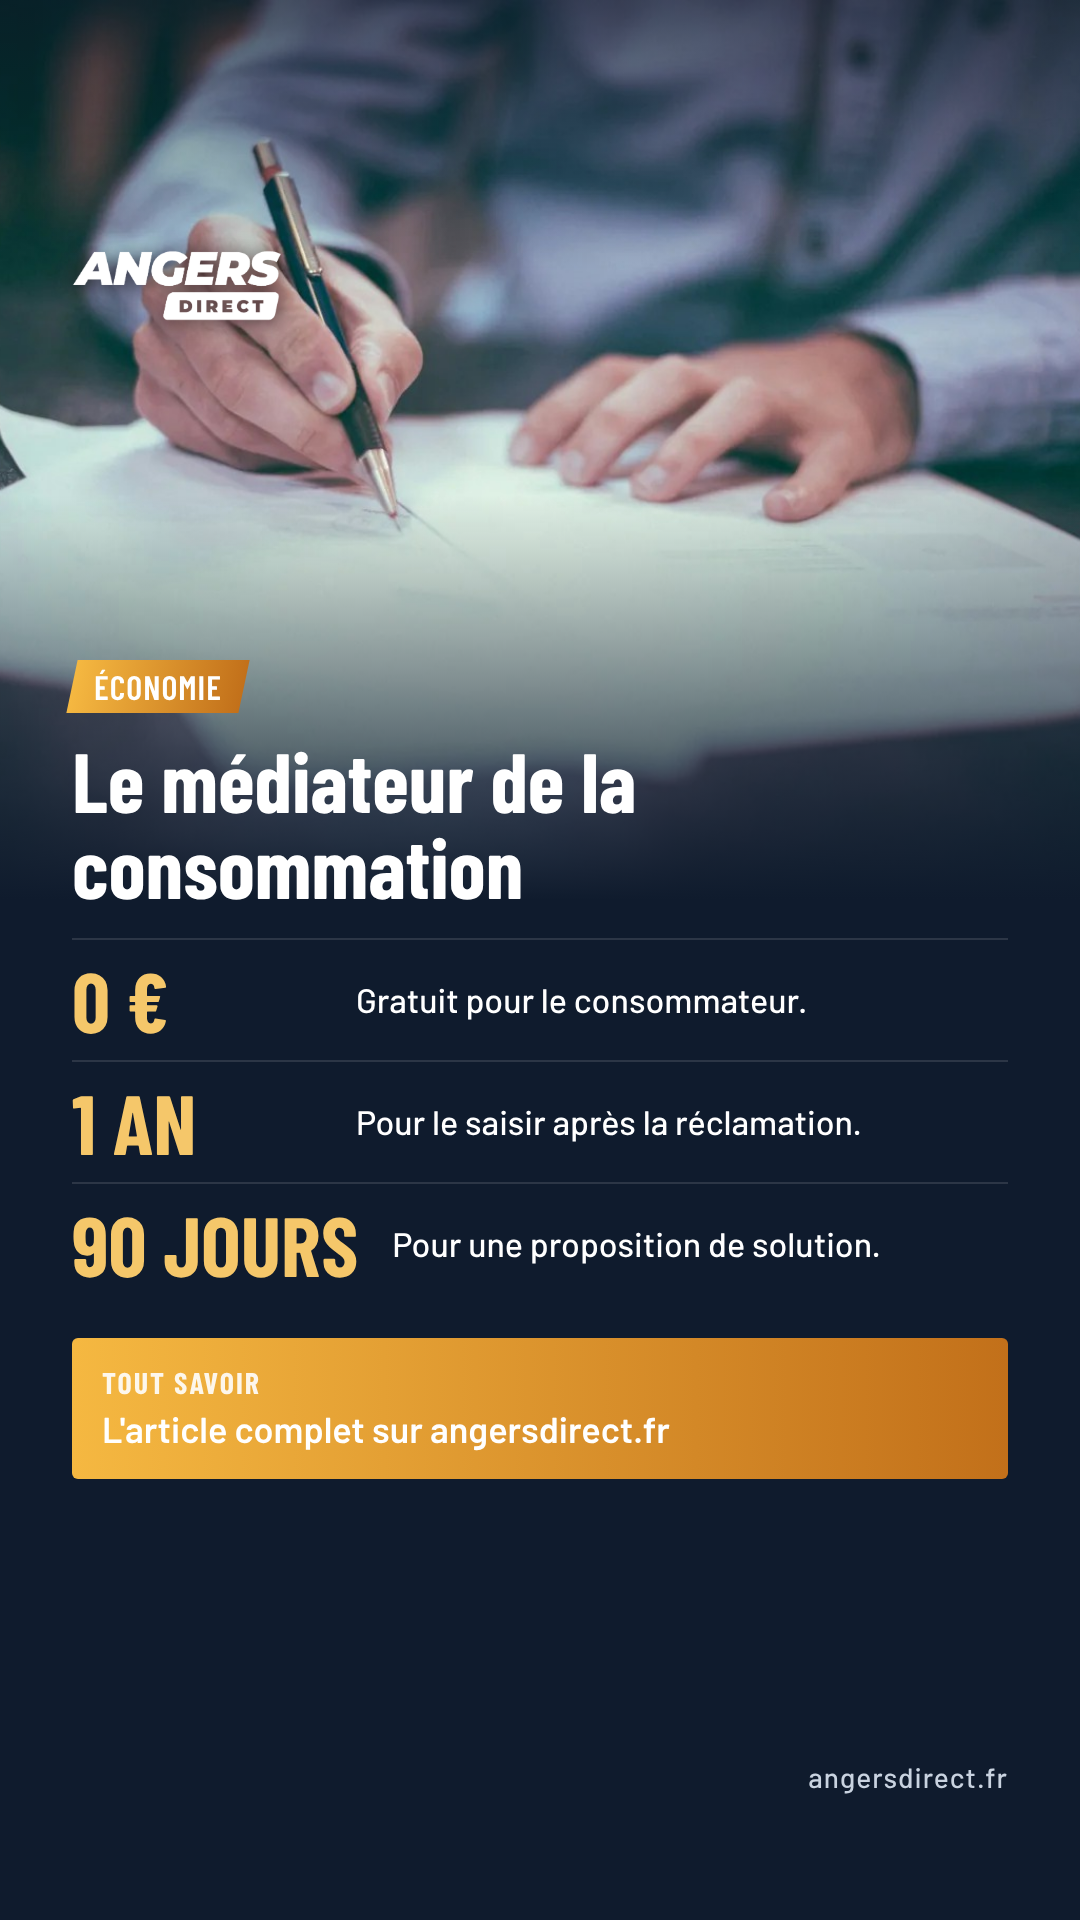 ANGERS
DIRECT
ÉCONOMIE
Le médiateur de la
consommation
0 €
Gratuit pour le consommateur.
1 AN
Pour le saisir après la réclamation.
90 JOURS
Pour une proposition de solution.
TOUT SAVOIR
L'article complet sur angersdirect.fr
angersdirect.fr